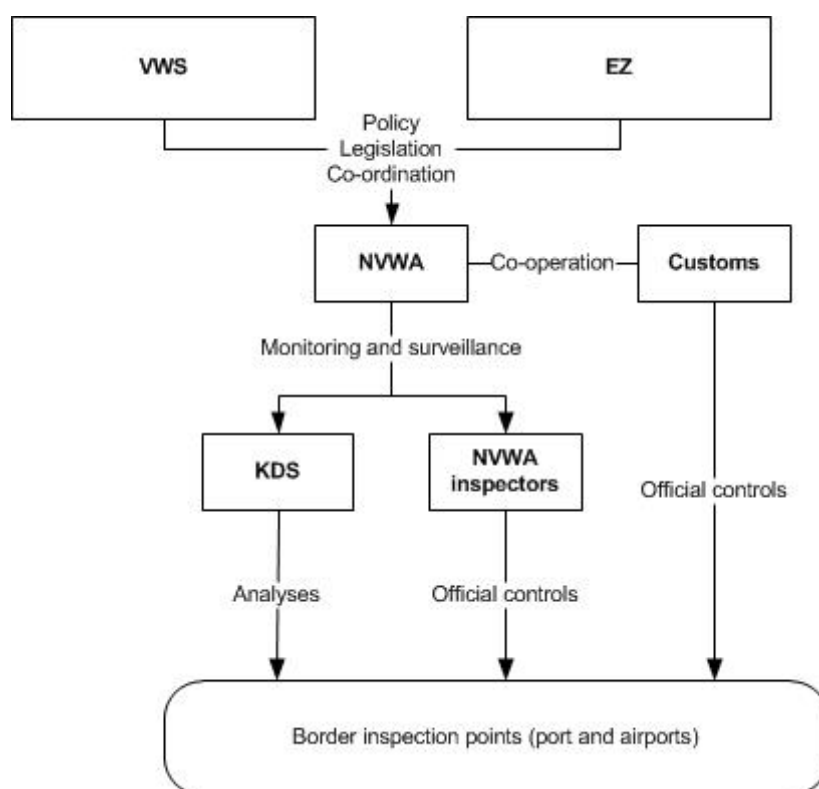 VWS
EZ
Policy
Legislation
Co-ordination
NVWA
Co-operation
Customs
Monitoring and surveillance
KDS
NVWA
inspectors
Official controls
Analyses
Official controls
Border inspection points (port and airports)